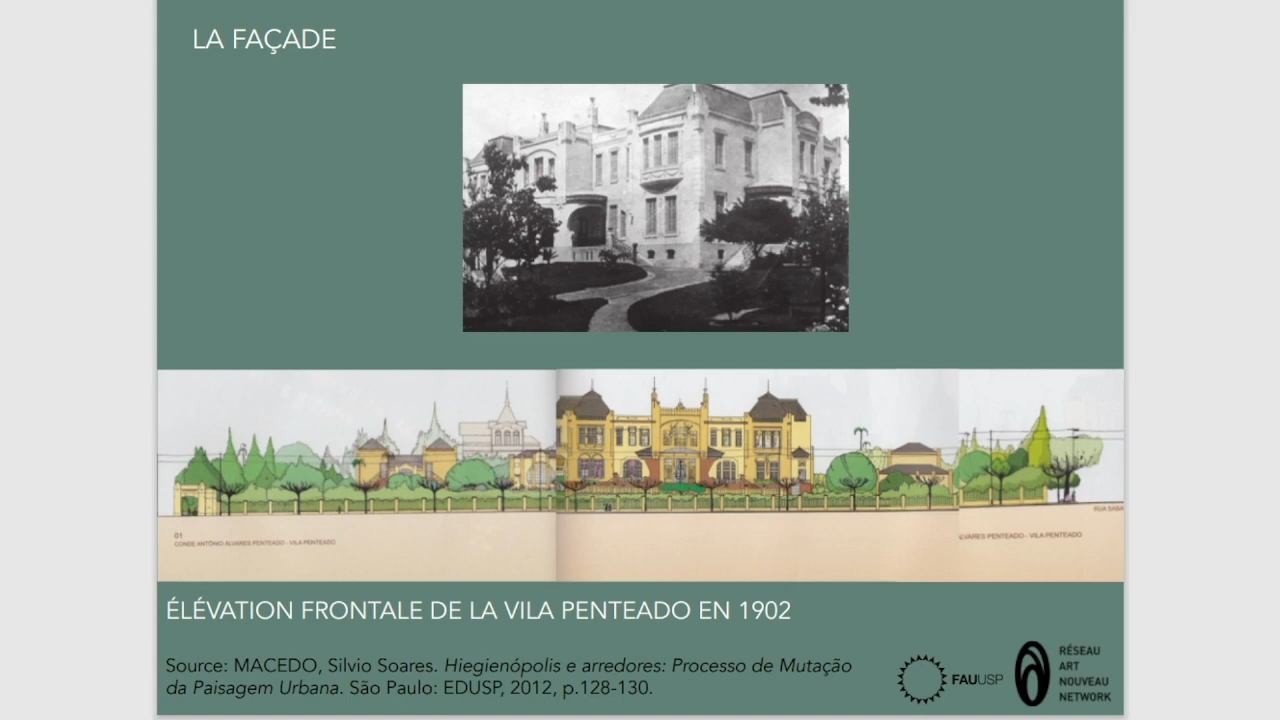 LA FAÇADE
01
CONDE ANTÔNIO ÁLVARES PENTEADO - VILA PENTEADO
RUA
LVARES PENTEADO - VILA PENTEADO
ÉLÉVATION FRONTALE DE LA VILA PENTEADO EN 1902
Source: MACEDO, Silvio Soares. Hiegienópolis e arredores: Processo de Mutação
da Paisagem Urbana. São Paulo: EDUSP, 2012, p.128-130.
FAUUSP
RÉSEAU
ART
NOUVEAU
NETWORK